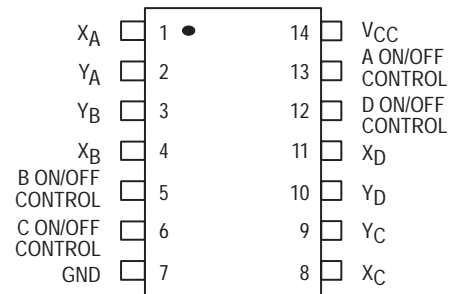 XA 1 14 VCC
YA 2 13 A ON/OFF CONTROL
YB 3 12 D ON/OFF CONTROL
XB 4 11 XD
B ON/OFF CONTROL 5 10 YD
C ON/OFF CONTROL 6 9 YC
GND 7 8 XC